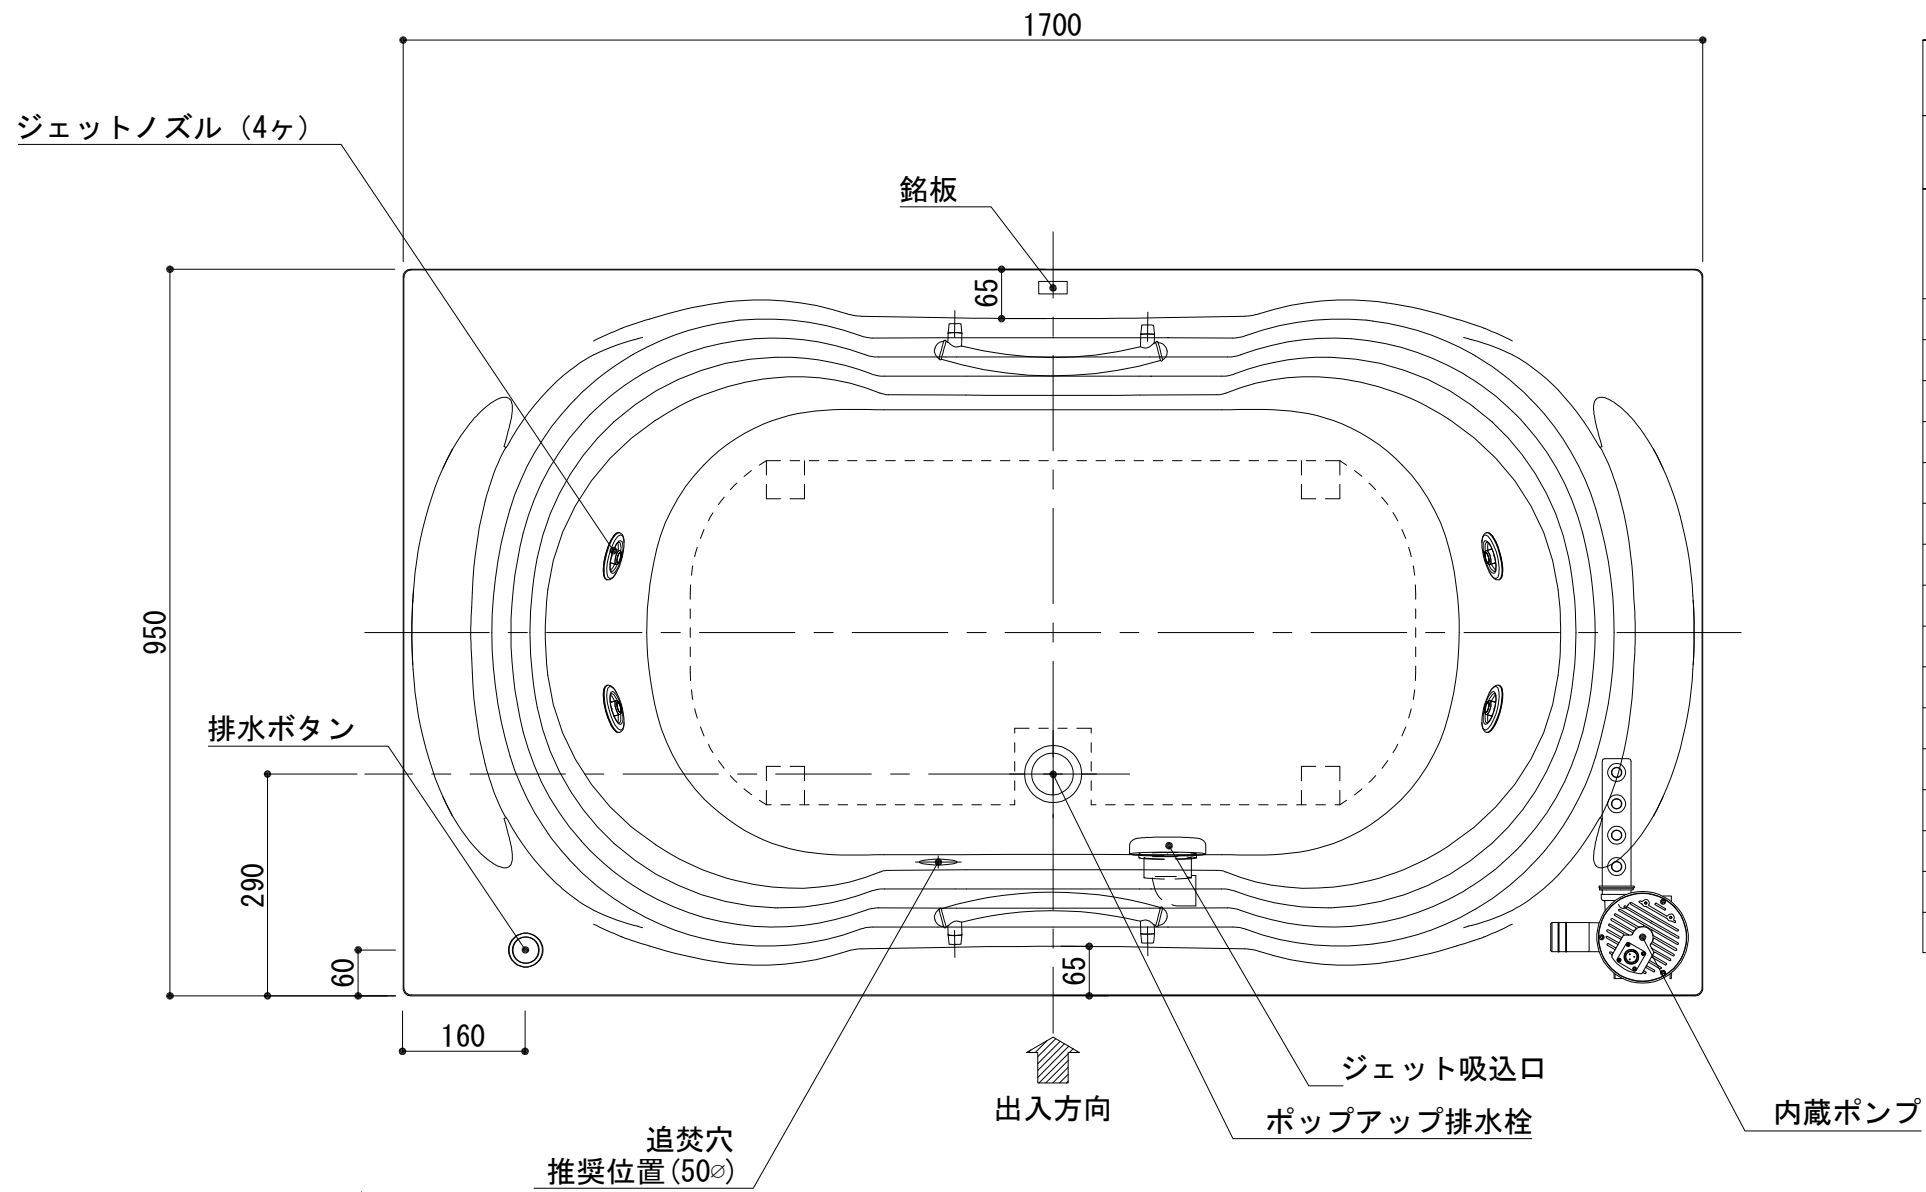 1700
ジェットノズル（4ヶ）
銘板
65
950
排水ボタン
290
60
65
160
出入方向
ジェット吸込口
ポップアップ排水栓
内蔵ポンプ
追焚穴
推奨位置(50⌀)